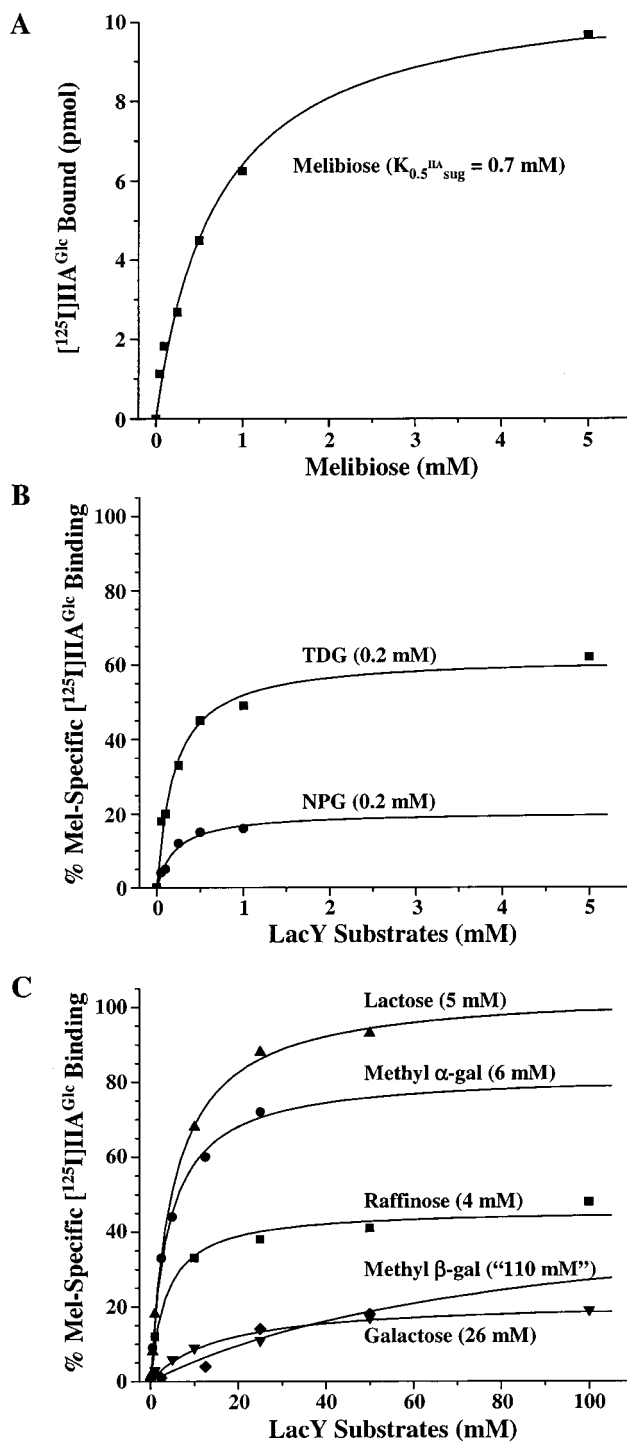 A
10
8
6
4
2
0
[¹²⁵I]IIAᴳˡᶜ Bound (pmol)
Melibiose (K₀.₅ᴵᴵᴬsug = 0.7 mM)
0 1 2 3 4 5
Melibiose (mM)
B
100
80
60
40
20
0
% Mel-Specific [¹²⁵I]IIAᴳˡᶜ Binding
TDG (0.2 mM)
NPG (0.2 mM)
0 1 2 3 4 5
LacY Substrates (mM)
C
100
80
60
40
20
0
% Mel-Specific [¹²⁵I]IIAᴳˡᶜ Binding
Lactose (5 mM)
Methyl α-gal (6 mM)
Raffinose (4 mM)
Methyl β-gal (“110 mM”)
Galactose (26 mM)
0 20 40 60 80 100
LacY Substrates (mM)